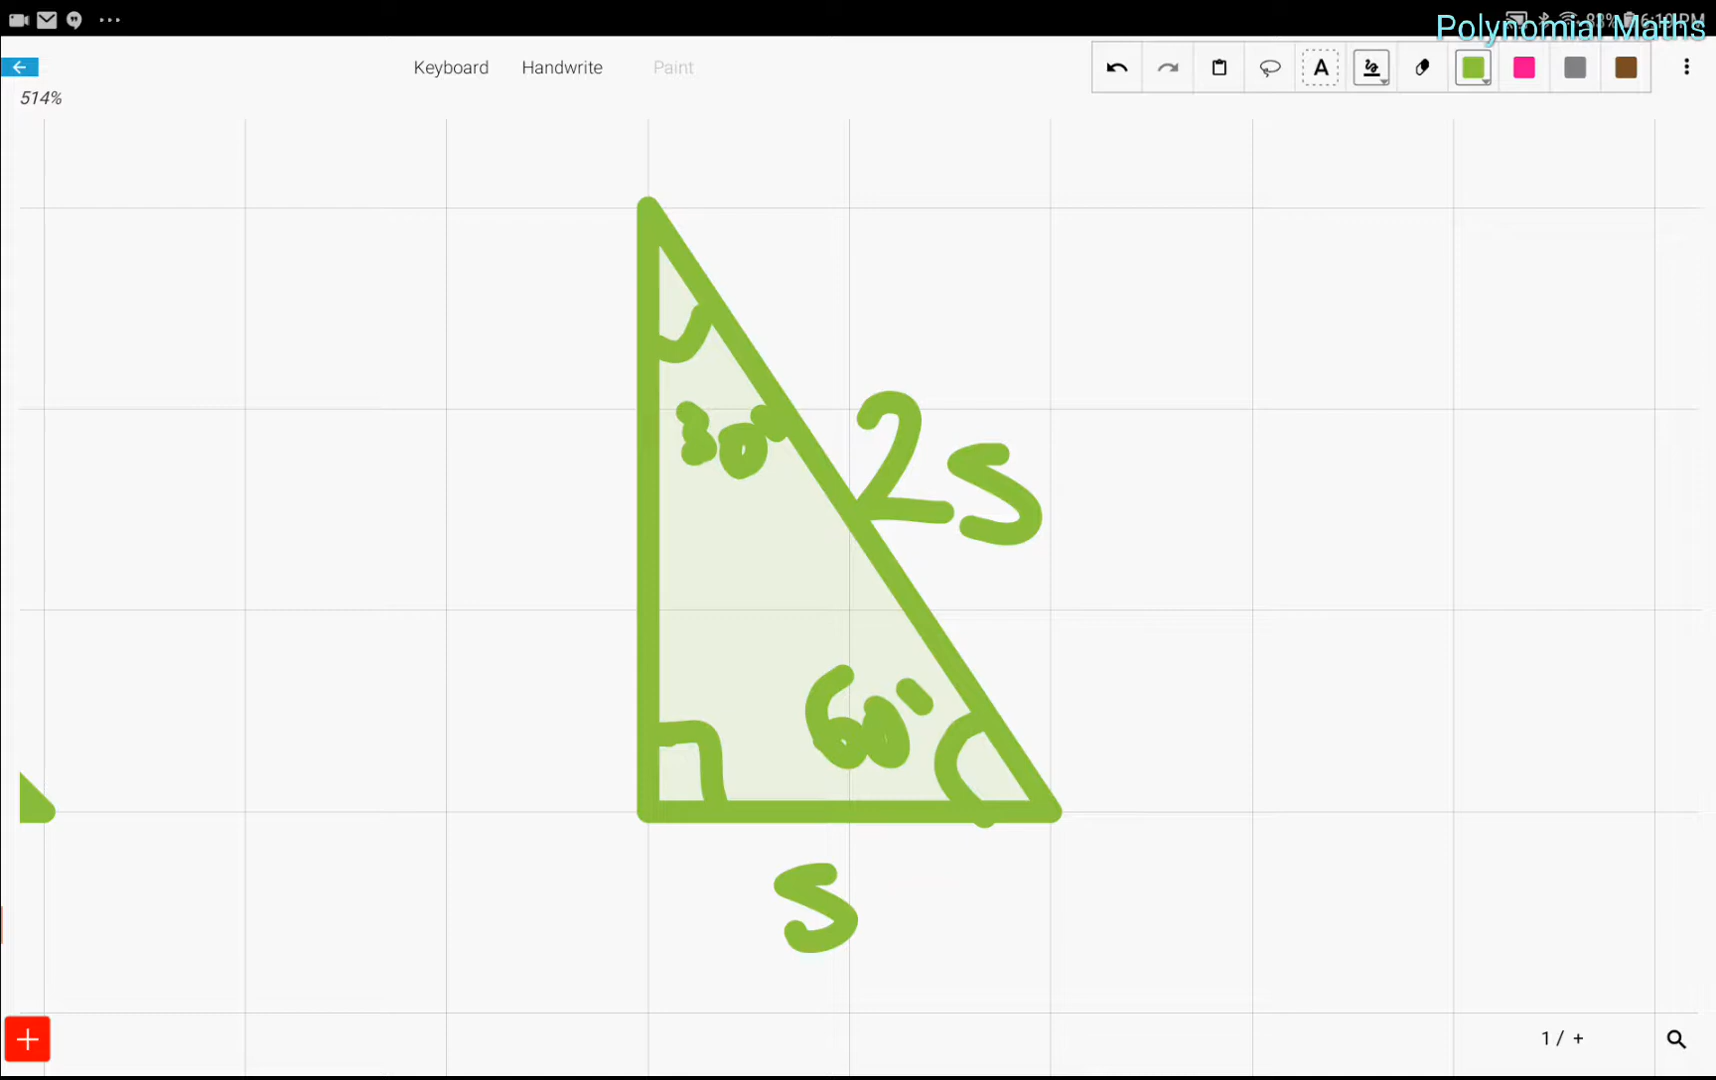 Polynomial Maths
Keyboard Handwrite Paint
A
514%
30°
2s
60°
s
1 / +